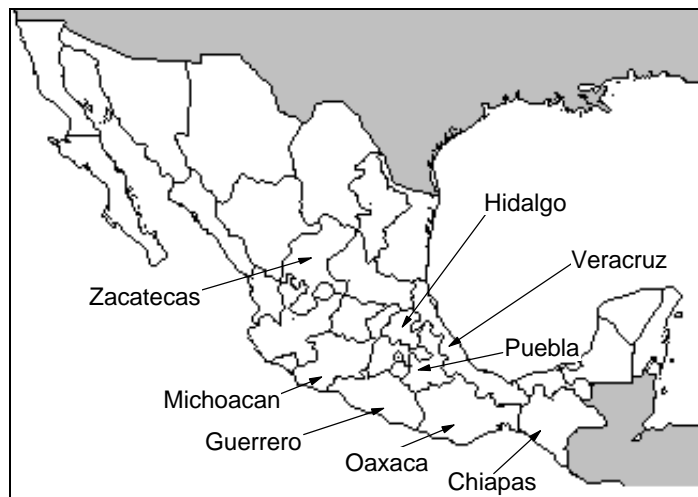 Hidalgo
Veracruz
Zacatecas
Puebla
Michoacan
Guerrero
Oaxaca
Chiapas